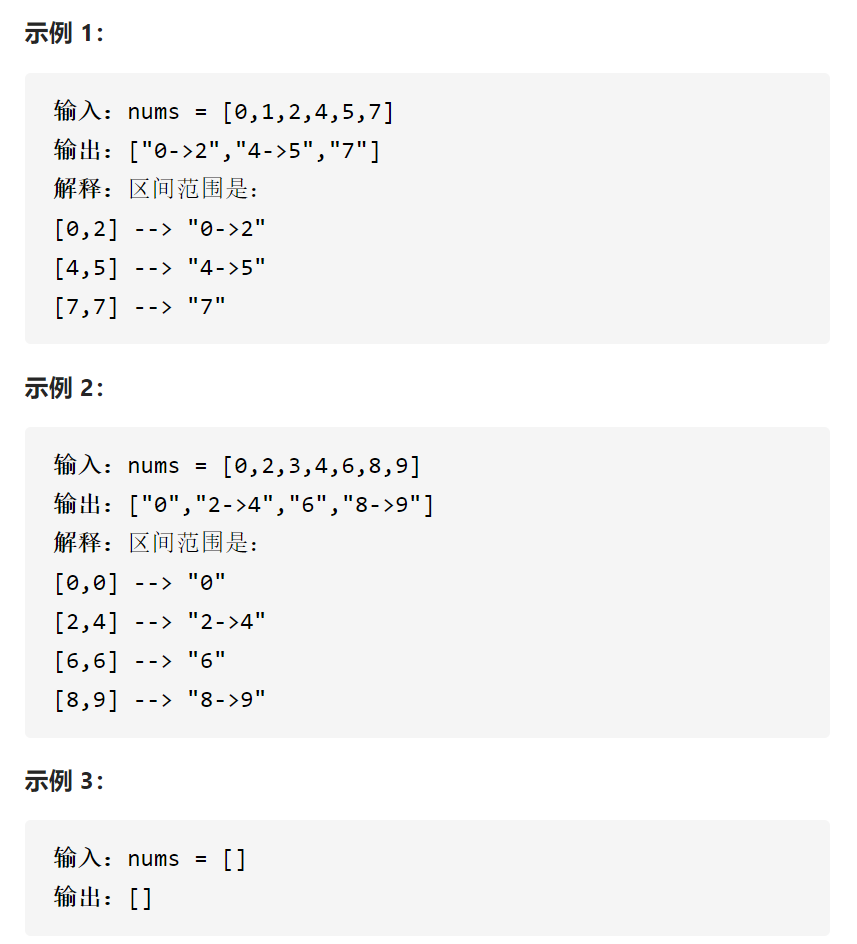 示例 1：
输入：nums = [0,1,2,4,5,7]
输出：["0->2","4->5","7"]
解释：区间范围是：
[0,2] --> "0->2"
[4,5] --> "4->5"
[7,7] --> "7"
示例 2：
输入：nums = [0,2,3,4,6,8,9]
输出：["0","2->4","6","8->9"]
解释：区间范围是：
[0,0] --> "0"
[2,4] --> "2->4"
[6,6] --> "6"
[8,9] --> "8->9"
示例 3：
输入：nums = []
输出：[]